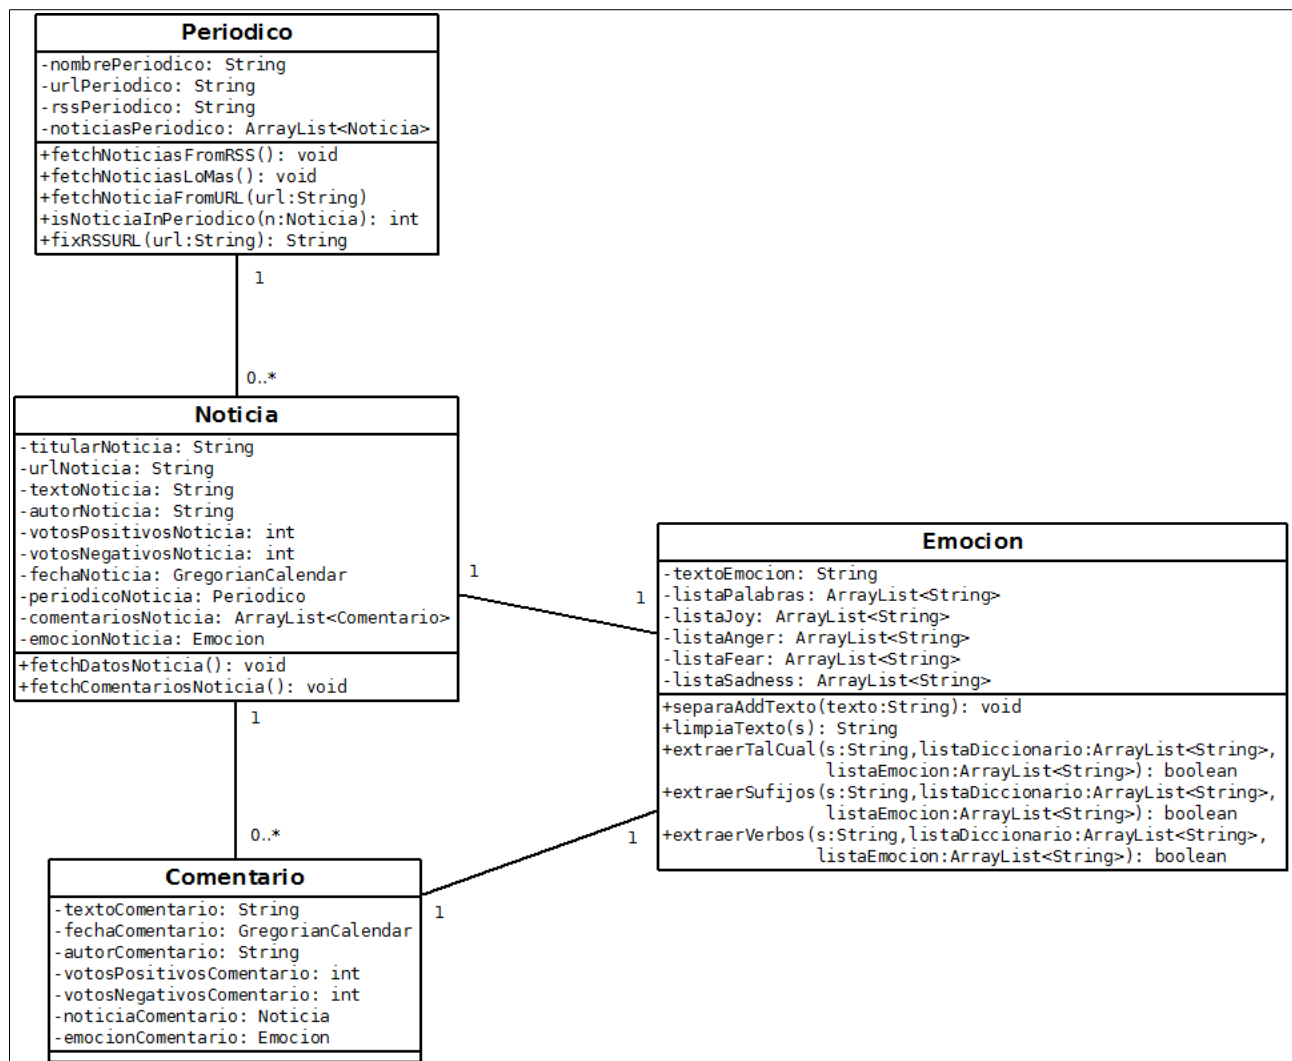 Periodico
-nombrePeriodico: String
-urlPeriodico: String
-rssPeriodico: String
-noticiasPeriodico: ArrayList<Noticia>
+fetchNoticiasFromRSS(): void
+fetchNoticiasLoMas(): void
+fetchNoticiaFromURL(url:String)
+isNoticiaInPeriodico(n:Noticia): int
+fixRSSURL(url:String): String
1
0..*
Noticia
-titularNoticia: String
-urlNoticia: String
-textoNoticia: String
-autorNoticia: String
-votosPositivosNoticia: int
-votosNegativosNoticia: int
-fechaNoticia: GregorianCalendar
-periodicoNoticia: Periodico
-comentariosNoticia: ArrayList<Comentario>
-emocionNoticia: Emocion
+fetchDatosNoticia(): void
+fetchComentariosNoticia(): void
1
1
Emocion
-textoEmocion: String
-listaPalabras: ArrayList<String>
-listaJoy: ArrayList<String>
-listaAnger: ArrayList<String>
-listaFear: ArrayList<String>
-listaSadness: ArrayList<String>
+separaAddTexto(texto:String): void
+limpiaTexto(s): String
+extraerTalCual(s:String,listaDiccionario:ArrayList<String>,
listaEmocion:ArrayList<String>): boolean
+extraerSufijos(s:String,listaDiccionario:ArrayList<String>,
listaEmocion:ArrayList<String>): boolean
+extraerVerbos(s:String,listaDiccionario:ArrayList<String>,
listaEmocion:ArrayList<String>): boolean
1
0..*
1
1
Comentario
-textoComentario: String
-fechaComentario: GregorianCalendar
-autorComentario: String
-votosPositivosComentario: int
-votosNegativosComentario: int
-noticiaComentario: Noticia
-emocionComentario: Emocion